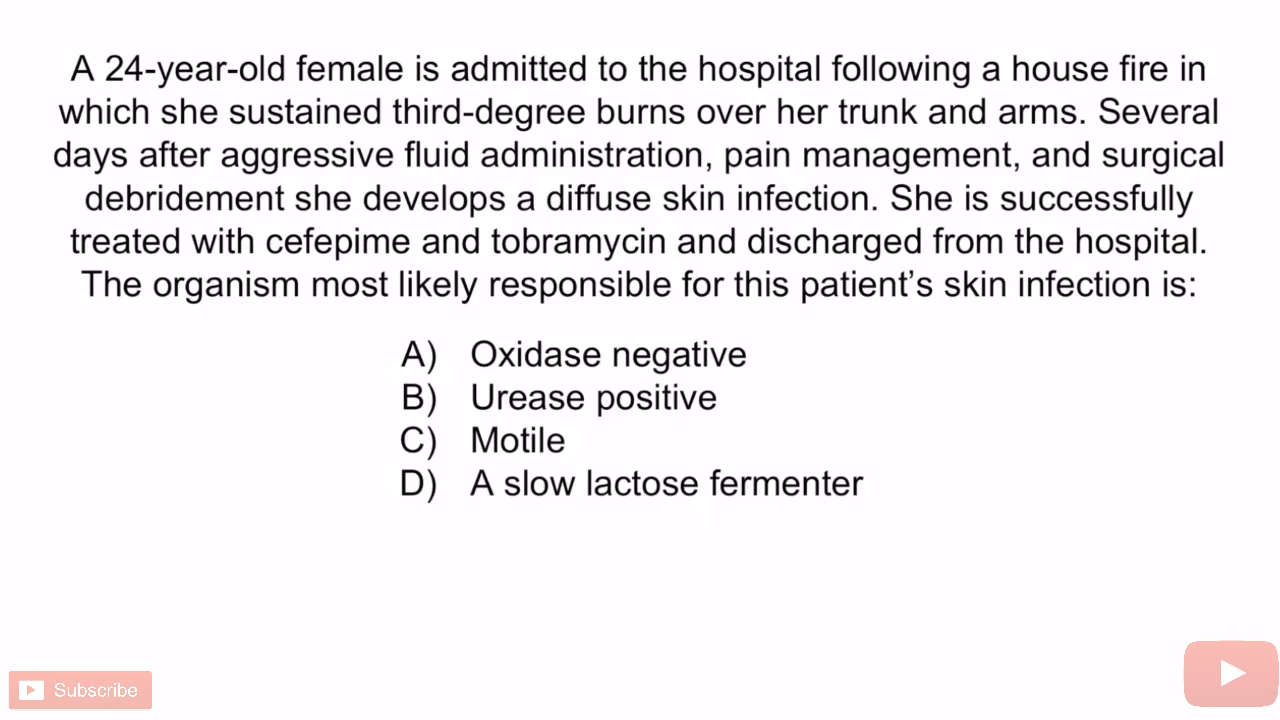 A 24-year-old female is admitted to the hospital following a house fire in
which she sustained third-degree burns over her trunk and arms. Several
days after aggressive fluid administration, pain management, and surgical
debridement she develops a diffuse skin infection. She is successfully
treated with cefepime and tobramycin and discharged from the hospital.
The organism most likely responsible for this patient’s skin infection is:
A) Oxidase negative
B) Urease positive
C) Motile
D) A slow lactose fermenter
Subscribe